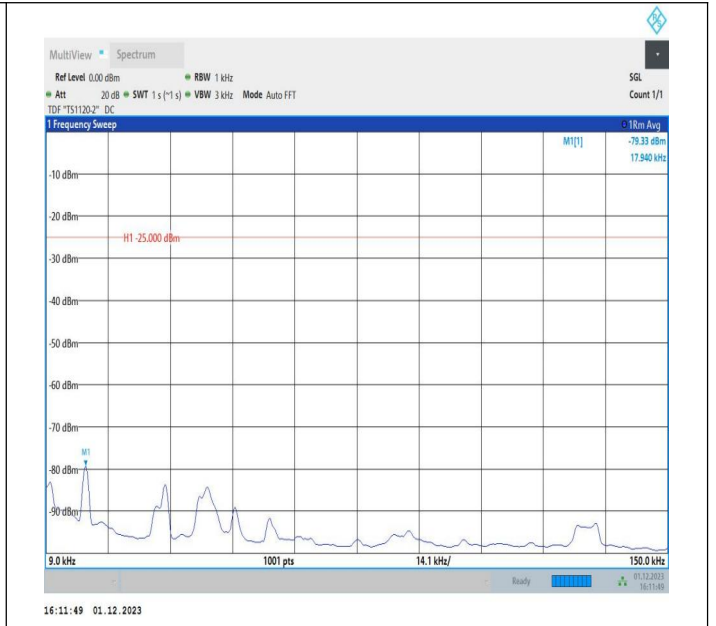 R S
MultiView Spectrum
Ref Level 0.00 dBm RBW 1 kHz SGL
Att 20 dB SWT 1 s (~1 s) VBW 3 kHz Mode Auto FFT Count 1/1
TDF "TS1120-2" DC
1 Frequency Sweep 1Rm Avg
M1[1] -79.33 dBm
17.940 kHz
-10 dBm
-20 dBm
H1 -25.000 dBm
-30 dBm
-40 dBm
-50 dBm
-60 dBm
-70 dBm
M1
-80 dBm
-90 dBm
9.0 kHz 1001 pts 14.1 kHz/ 150.0 kHz
Ready 01.12.2023
16:11:49
16:11:49 01.12.2023